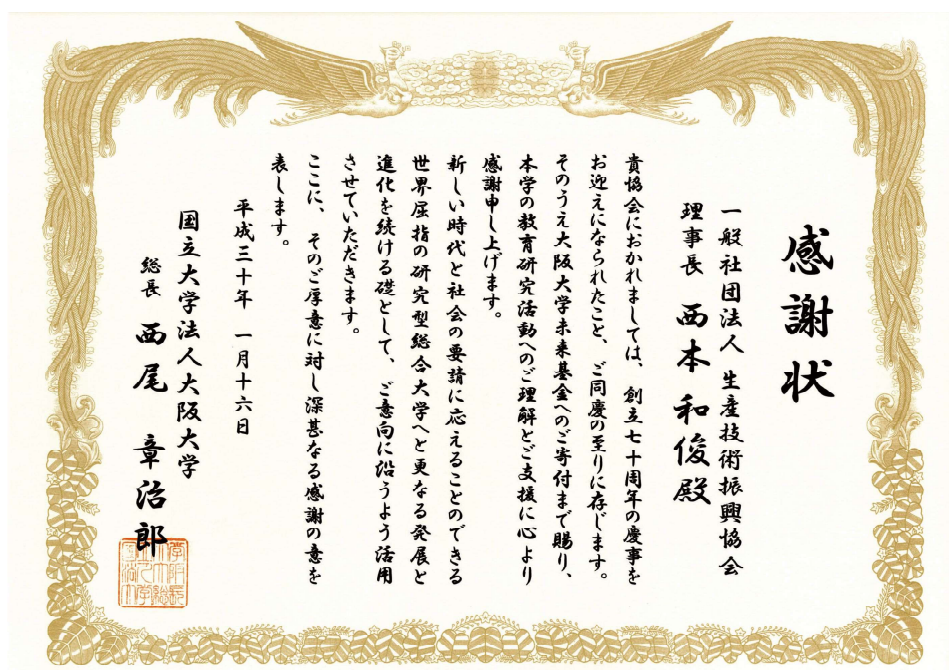 感謝状
一般社団法人 生産技術振興協会
理事長 西本 和俊殿
貴協会におかれましては、創立七十周年の慶事を
お迎えになられたこと、ご同慶の至りに存じます。
そのうえ大阪大学未来基金へのご寄付まで賜り、
本学の教育研究活動へのご理解とご支援に心より
感謝申し上げます。
新しい時代と社会の要請に応えることのできる
世界屈指の研究型総合大学へと更なる発展と
進化を続ける礎として、ご意向に沿うよう活用
させていただきます。
ここに、そのご厚意に対し深甚なる感謝の意を
表します。
平成三十年 一月十六日
国立大学法人大阪大学
総長 西尾 章治郎